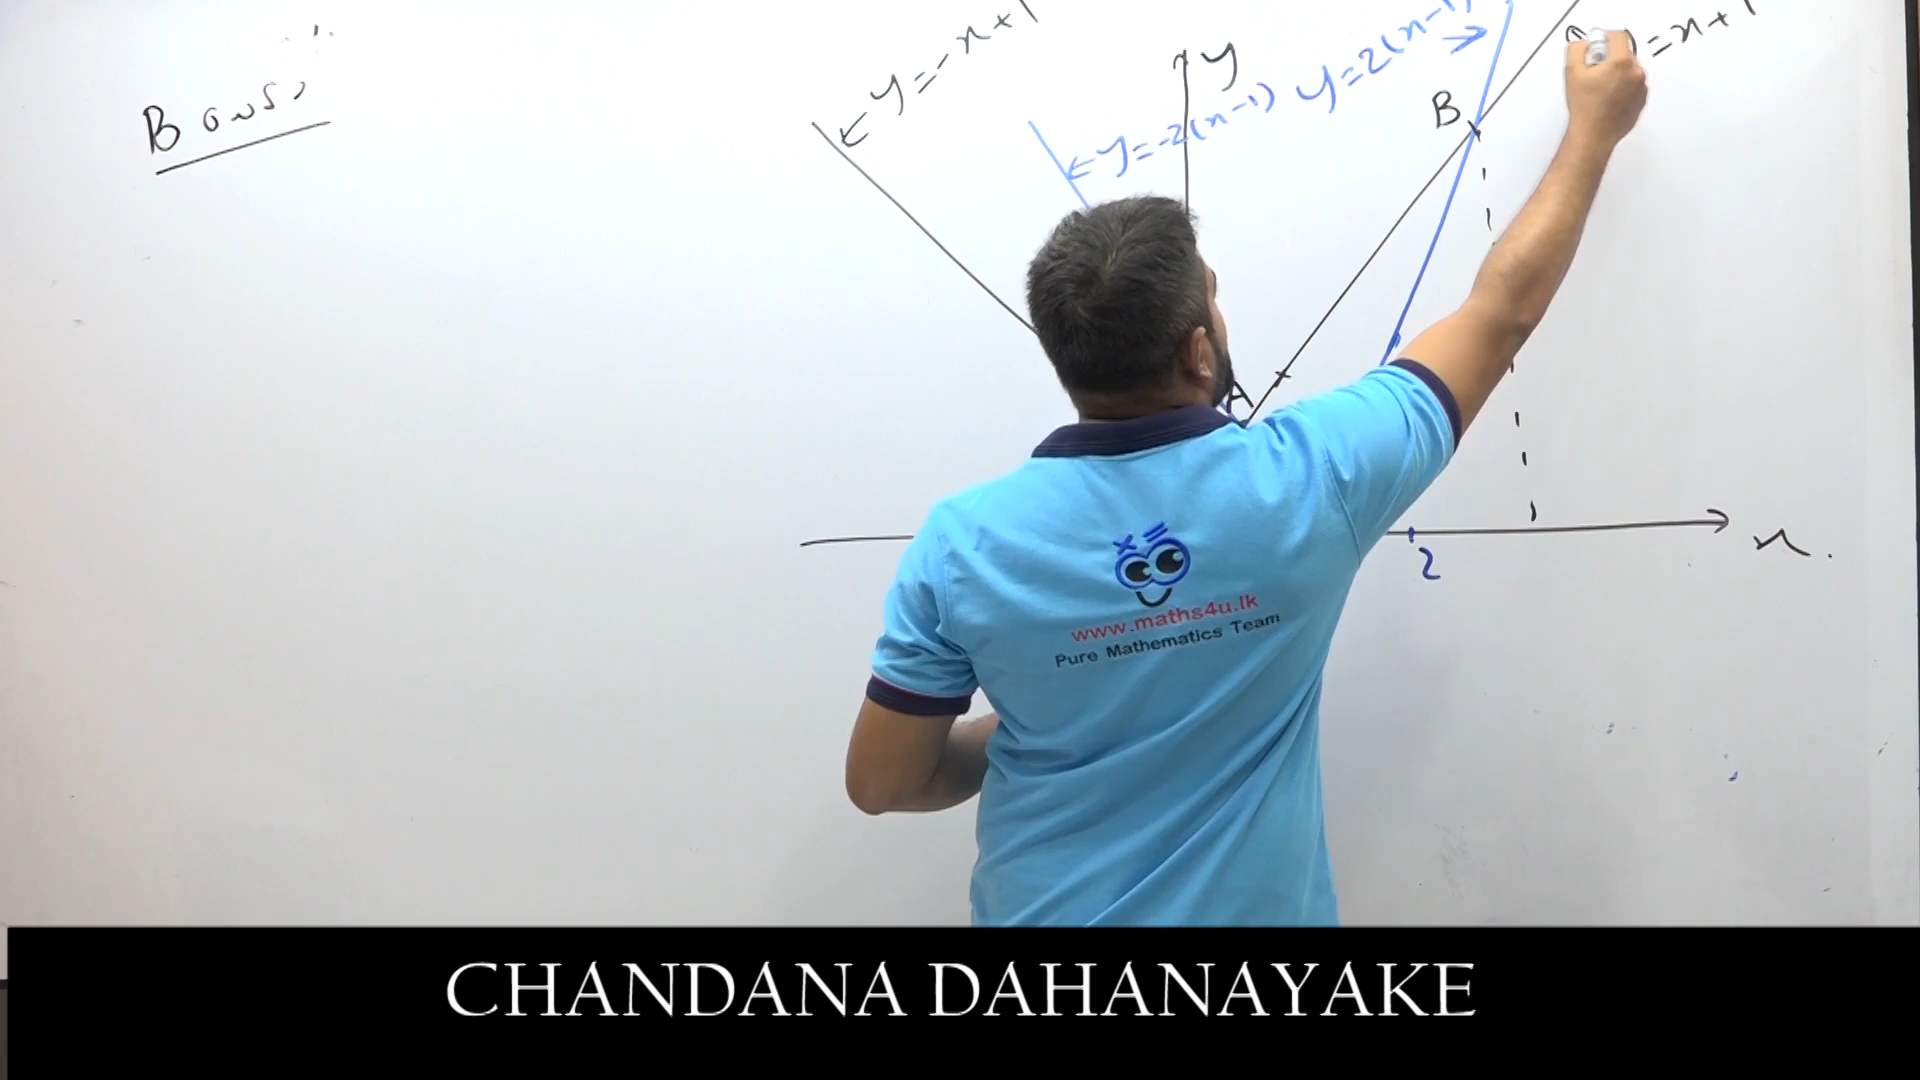 B
y=-x+1
y
y=-2(x-1)
y=2(x-1)
=x+1
B
A
2
x
www.maths4u.lk
Pure Mathematics Team
CHANDANA DAHANAYAKE